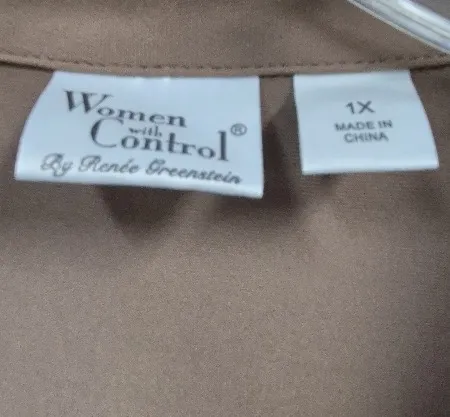 Women
with
Control®
By Renée Greenstein
1X
MADE IN
CHINA